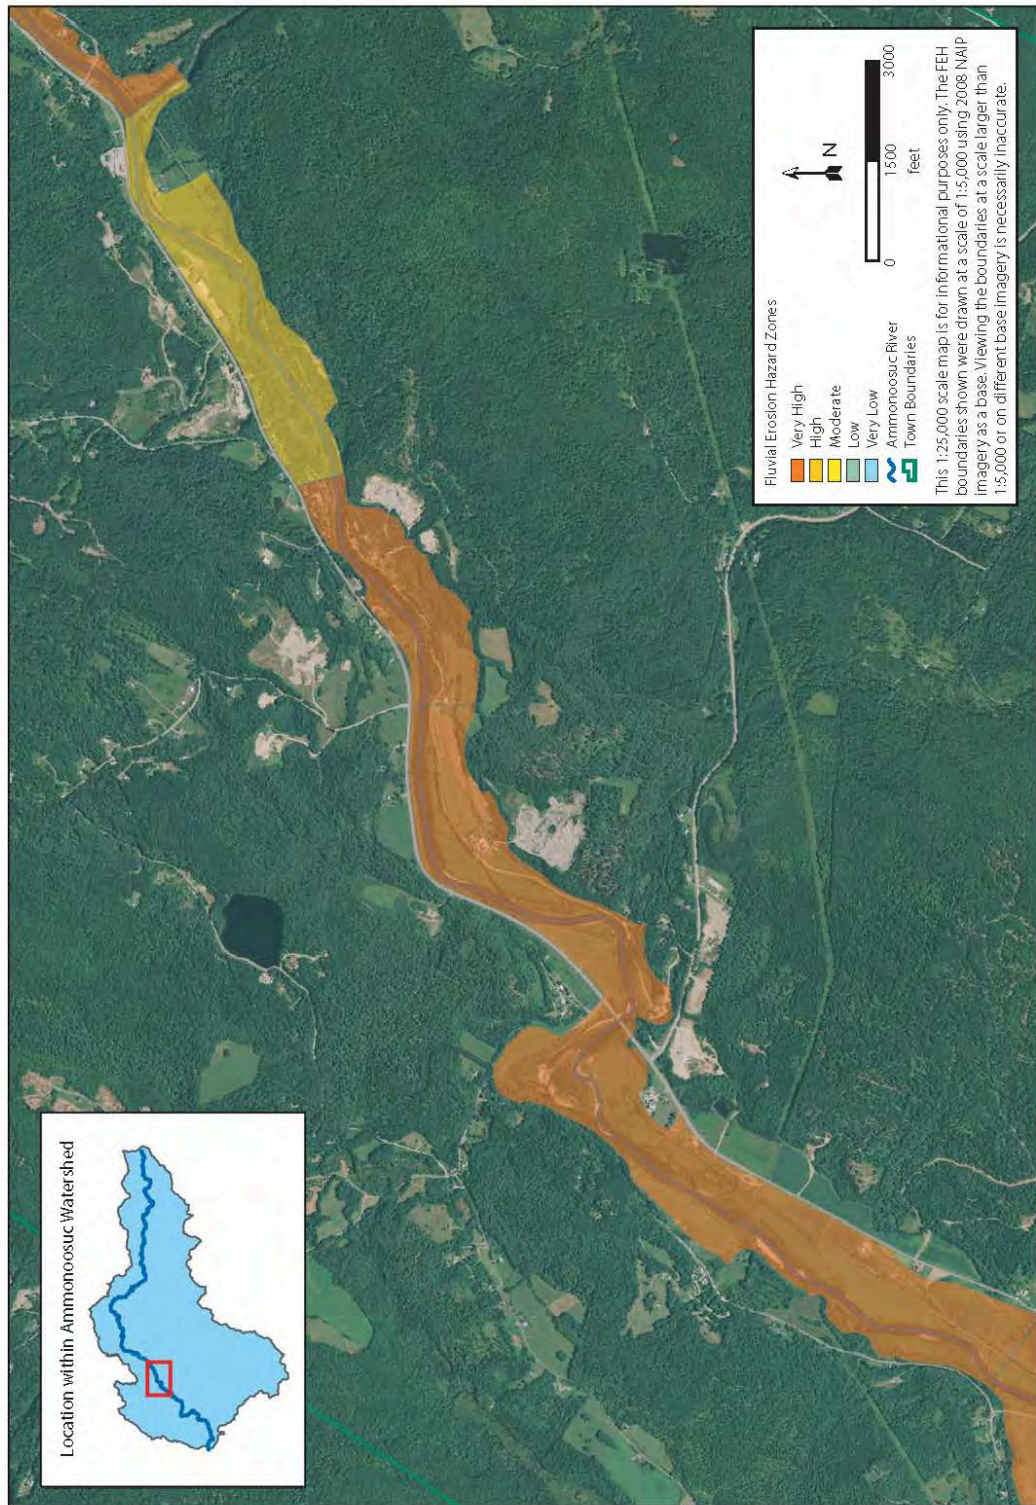 Location within Ammonoosuc Watershed
Fluvial Erosion Hazard Zones
Very High
High
Moderate
Low
Very Low
Ammonoosuc River
Town Boundaries
N
0
1500
3000
feet
This 1:25,000 scale map is for informational purposes only. The FEH
boundaries shown were drawn at a scale of 1:5,000 using 2008 NAIP
imagery as a base. Viewing the boundaries at a scale larger than
1:5,000 or on different base imagery is necessarily inaccurate.